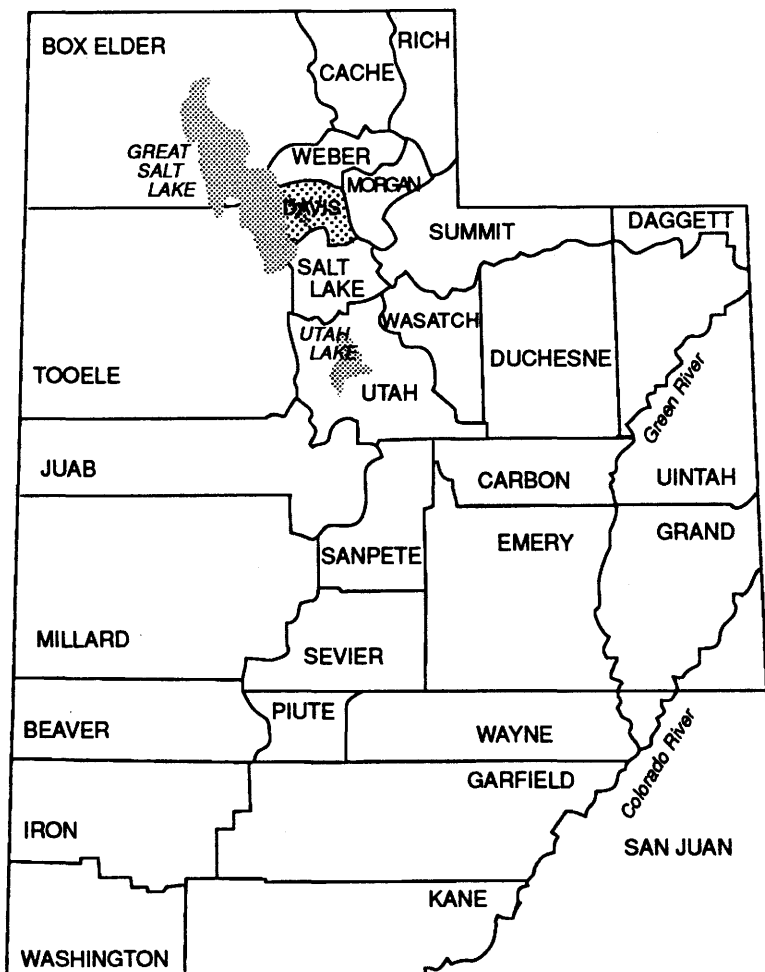 BOX ELDER
RICH
CACHE
GREAT
SALT
LAKE
WEBER
MORGAN
DAVIS
SUMMIT
DAGGETT
SALT
LAKE
WASATCH
UTAH
LAKE
DUCHESNE
TOOELE
UTAH
Green River
JUAB
CARBON
UINTAH
SANPETE
EMERY
GRAND
MILLARD
SEVIER
PIUTE
BEAVER
WAYNE
Colorado River
GARFIELD
IRON
SAN JUAN
KANE
WASHINGTON